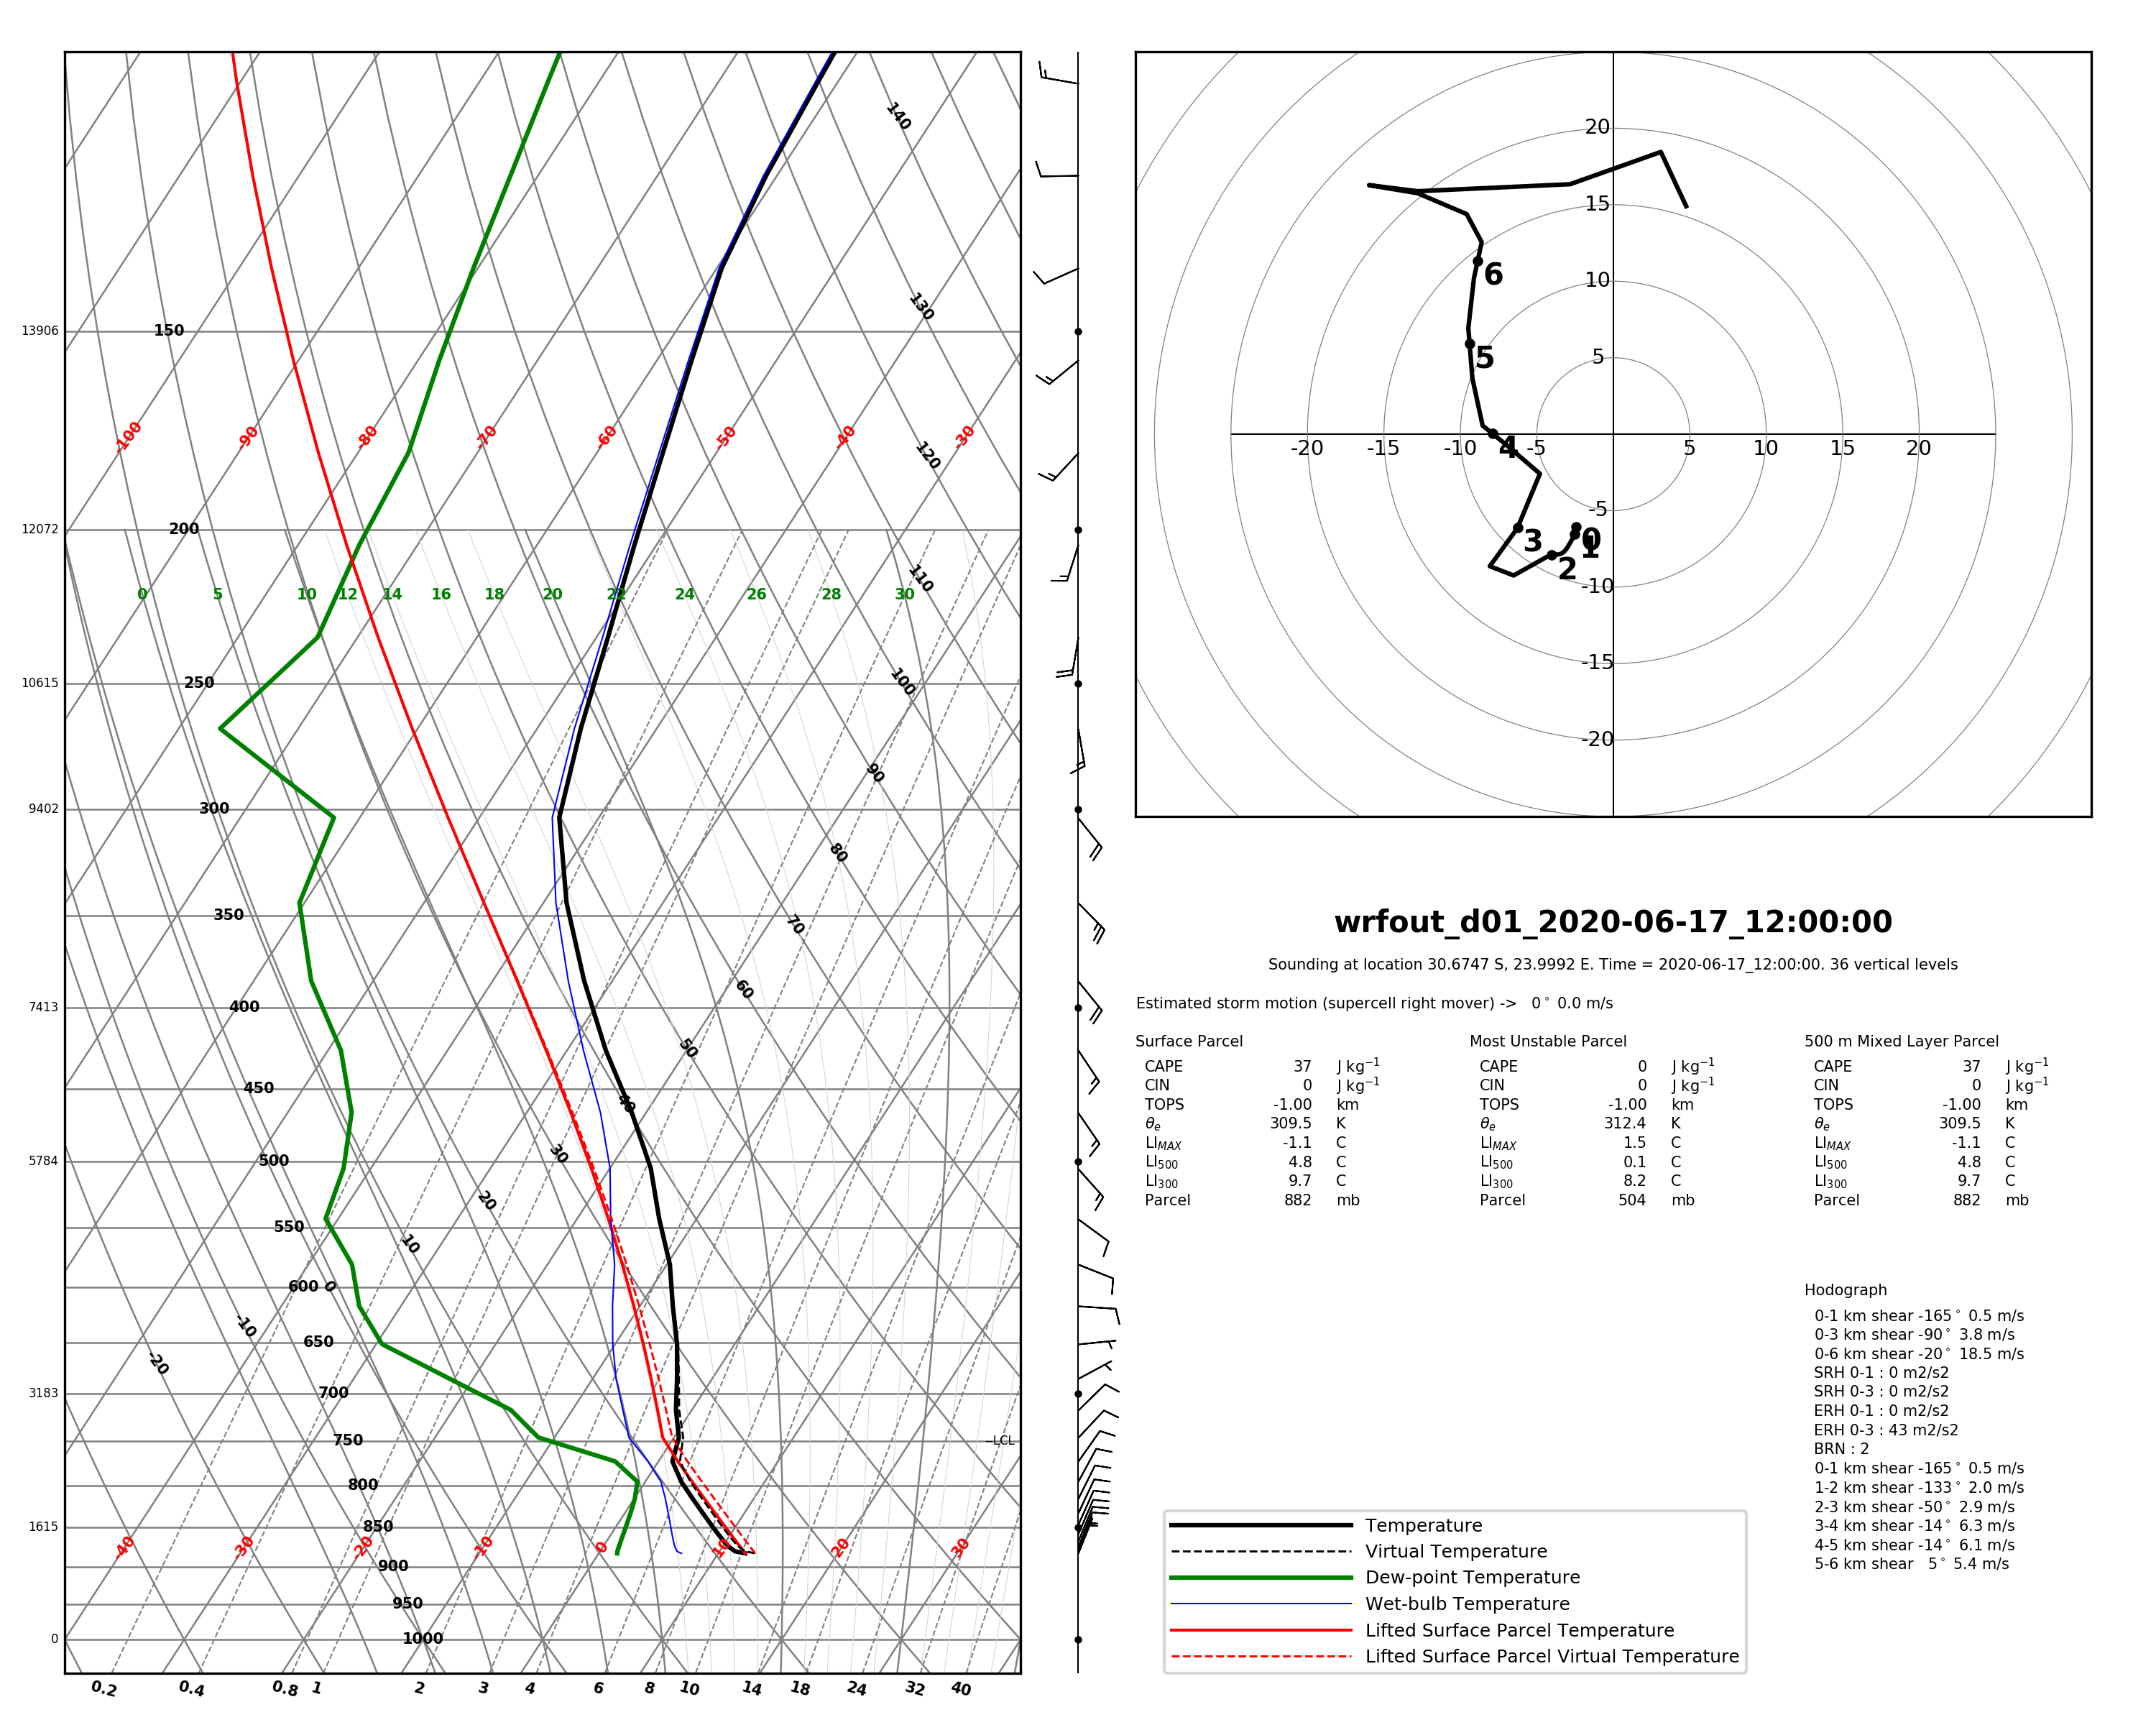 140
130
120
110
100
90
80
70
60
50
40
30
20
10
0
-10
-20
13906 150
-100 -90 -80 -70 -60 -50 -40 -30
12072 200
0 5 10 12 14 16 18 20 22 24 26 28 30
10615 250
9402 300
350
7413 400
450
5784 500
550
600
650
3183 700
750 LCL
800
1615 850
-40 -30 -20 -10 0 10 20 30
900
950
0 1000
0.2 0.4 0.8 1 2 3 4 6 8 10 14 18 24 32 40
20
15
10
5
-20 -15 -10 -5 5 10 15 20
-5
-10
-15
-20
6
5
4
3
0
1
2
wrfout_d01_2020-06-17_12:00:00
Sounding at location 30.6747 S, 23.9992 E. Time = 2020-06-17_12:00:00. 36 vertical levels
Estimated storm motion (supercell right mover) -> 0° 0.0 m/s
Surface Parcel
CAPE 37 J kg⁻¹
CIN 0 J kg⁻¹
TOPS -1.00 km
θe 309.5 K
LI MAX -1.1 C
LI 500 4.8 C
LI 300 9.7 C
Parcel 882 mb
Most Unstable Parcel
CAPE 0 J kg⁻¹
CIN 0 J kg⁻¹
TOPS -1.00 km
θe 312.4 K
LI MAX 1.5 C
LI 500 0.1 C
LI 300 8.2 C
Parcel 504 mb
500 m Mixed Layer Parcel
CAPE 37 J kg⁻¹
CIN 0 J kg⁻¹
TOPS -1.00 km
θe 309.5 K
LI MAX -1.1 C
LI 500 4.8 C
LI 300 9.7 C
Parcel 882 mb
Hodograph
0-1 km shear -165° 0.5 m/s
0-3 km shear -90° 3.8 m/s
0-6 km shear -20° 18.5 m/s
SRH 0-1 : 0 m2/s2
SRH 0-3 : 0 m2/s2
ERH 0-1 : 0 m2/s2
ERH 0-3 : 43 m2/s2
BRN : 2
0-1 km shear -165° 0.5 m/s
1-2 km shear -133° 2.0 m/s
2-3 km shear -50° 2.9 m/s
3-4 km shear -14° 6.3 m/s
4-5 km shear -14° 6.1 m/s
5-6 km shear 5° 5.4 m/s
Temperature
Virtual Temperature
Dew-point Temperature
Wet-bulb Temperature
Lifted Surface Parcel Temperature
Lifted Surface Parcel Virtual Temperature